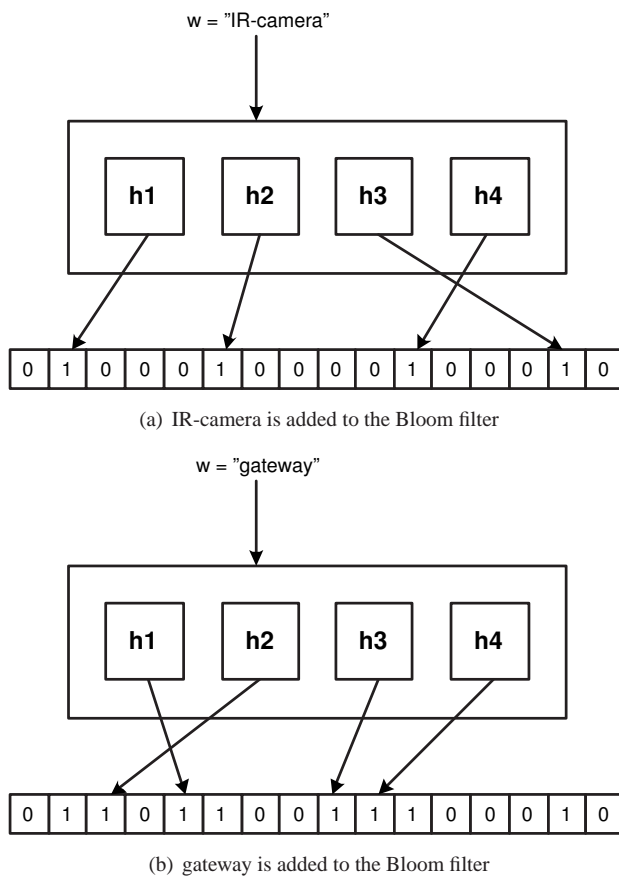 w = ”IR-camera”
h1 h2 h3 h4
0 1 0 0 0 1 0 0 0 0 1 0 0 0 1 0
(a) IR-camera is added to the Bloom filter
w = ”gateway”
h1 h2 h3 h4
0 1 1 0 1 1 0 0 1 1 1 0 0 0 1 0
(b) gateway is added to the Bloom filter